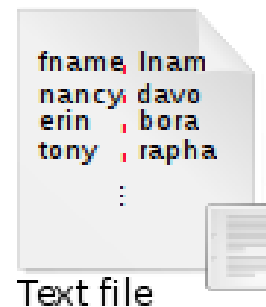 fname, lnam
nancy, davo
erin , bora
tony , rapha
⋮
Text file